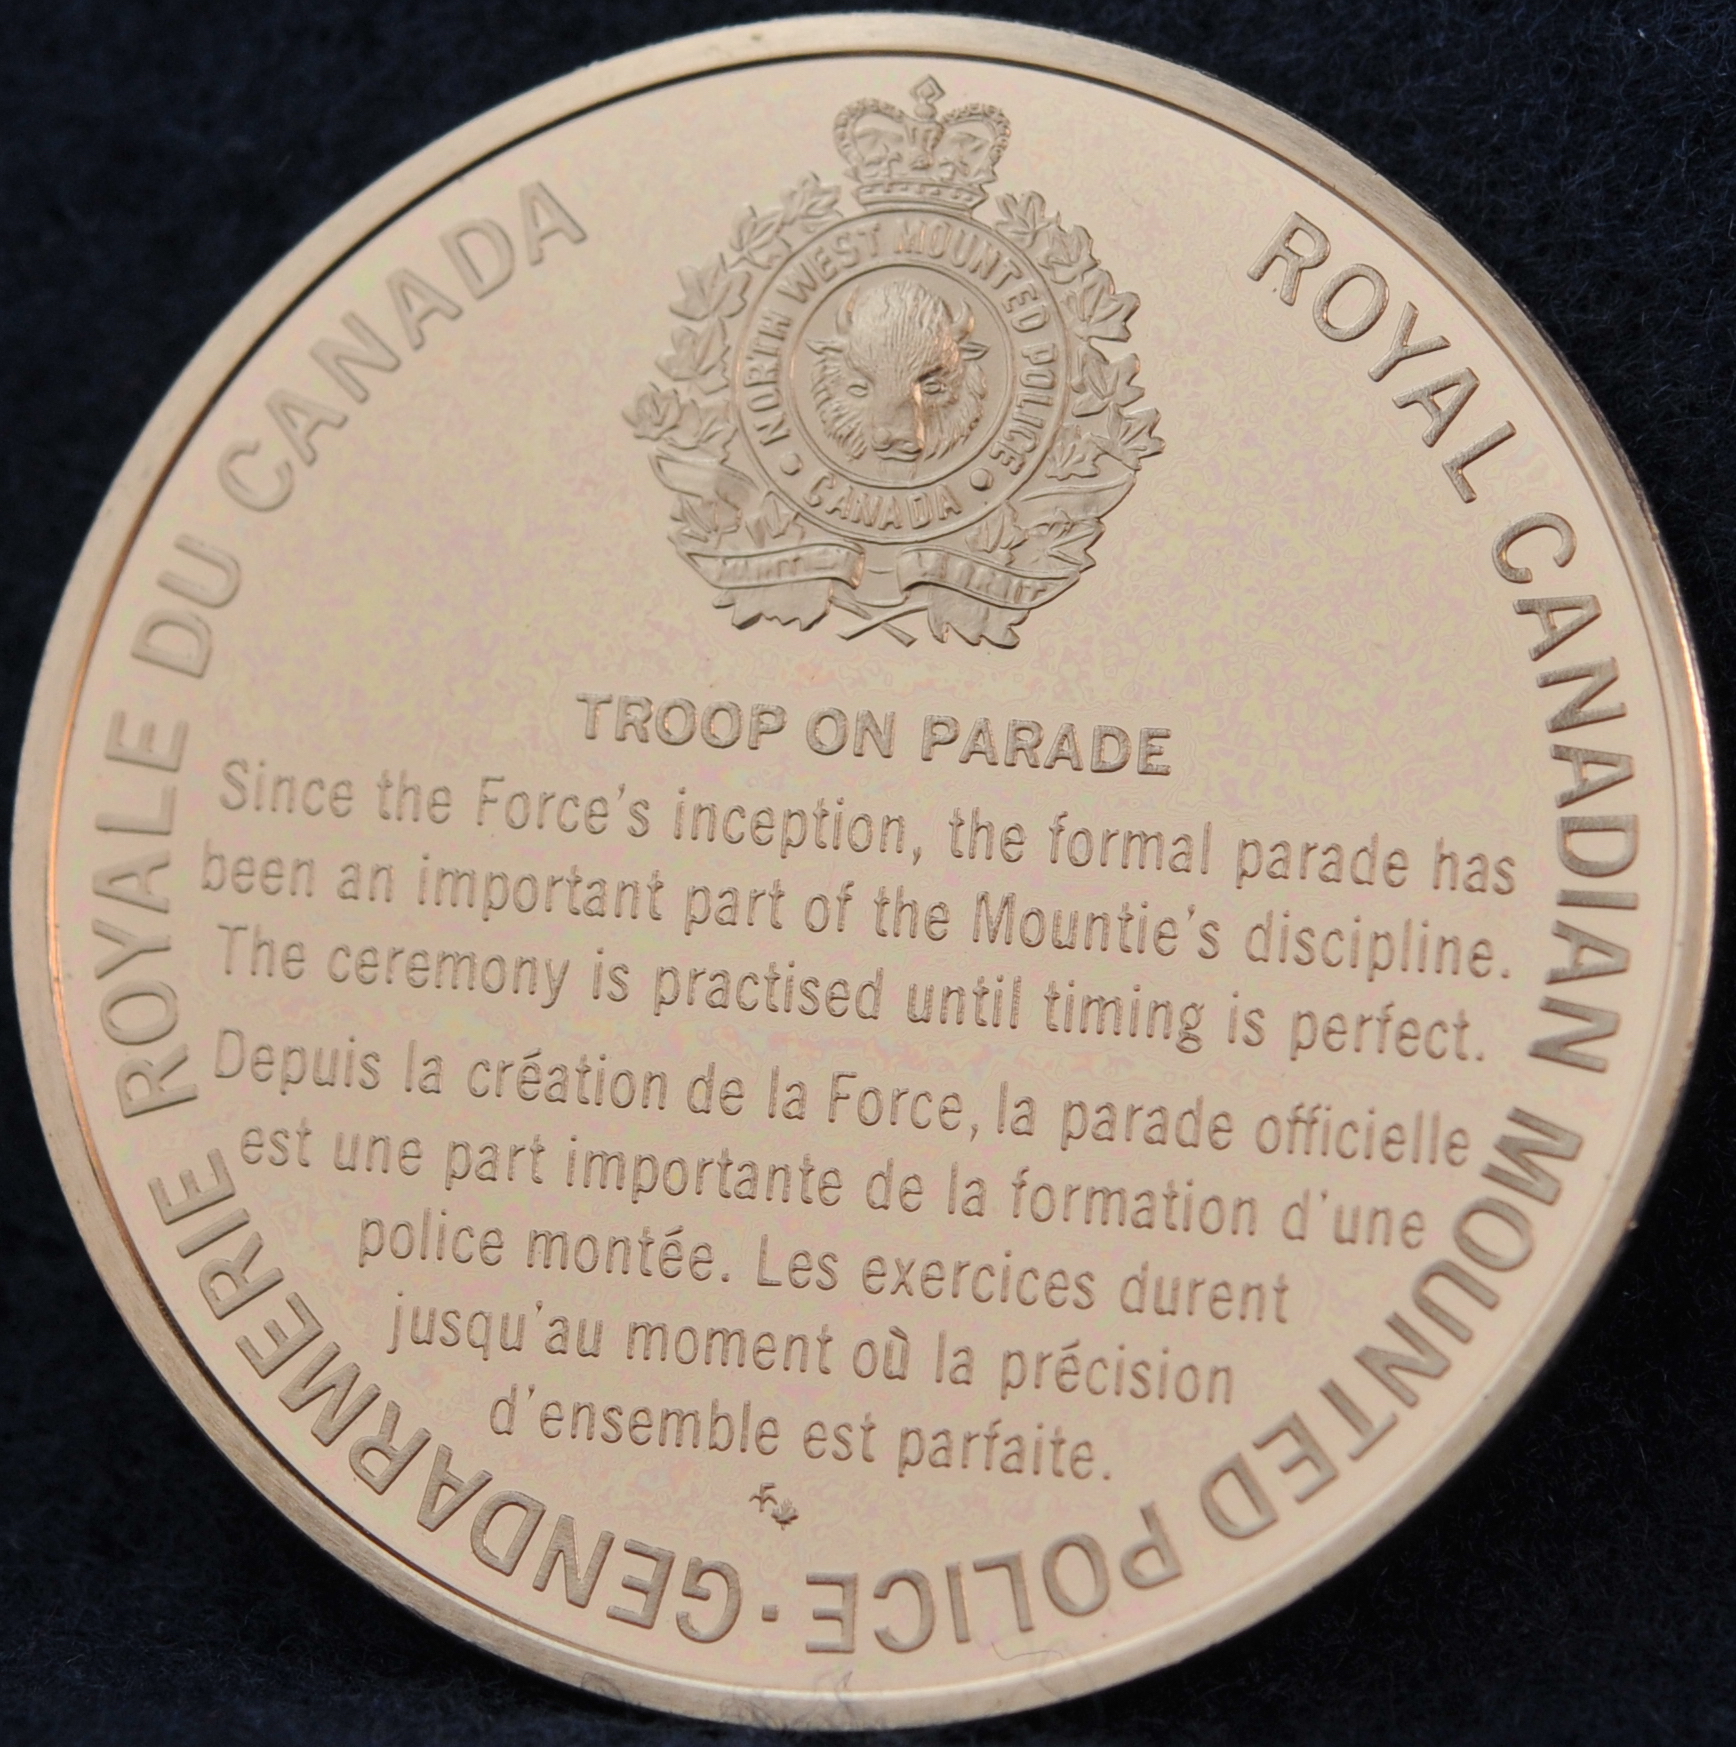 ROYAL CANADIAN MOUNTED POLICE · GENDARMERIE ROYALE DU CANADA
NORTH WEST MOUNTED POLICE
• CANADA •
TROOP ON PARADE
Since the Force's inception, the formal parade has
been an important part of the Mountie's discipline.
The ceremony is practised until timing is perfect.
Depuis la création de la Force, la parade officielle
est une part importante de la formation d'une
police montée. Les exercices durent
jusqu'au moment où la précision
d'ensemble est parfaite.